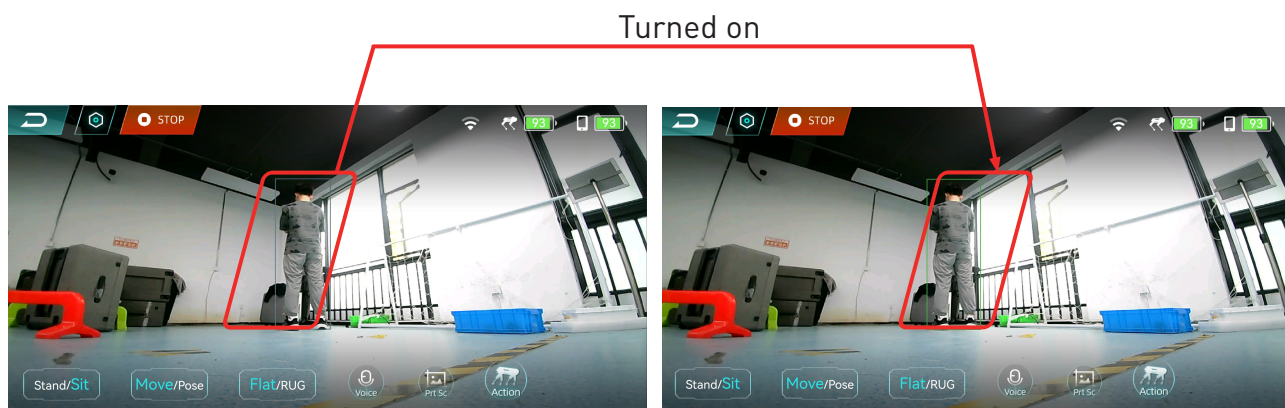 Turned on
STOP
93
93
Stand/Sit
Move/Pose
Flat/RUG
Voice
Prt Sc
Action
STOP
93
93
Stand/Sit
Move/Pose
Flat/RUG
Voice
Prt Sc
Action